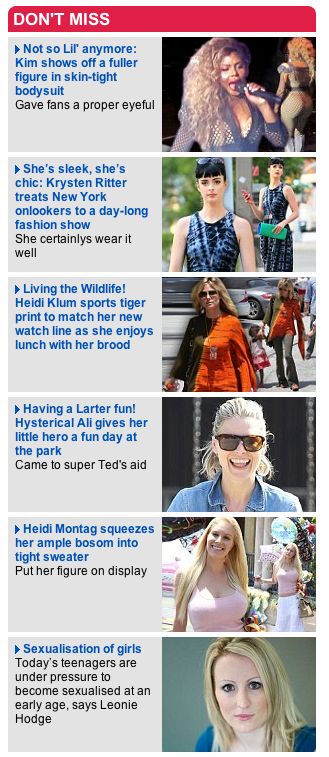 DON'T MISS
Not so Lil' anymore:
Kim shows off a fuller
figure in skin-tight
bodysuit
Gave fans a proper eyeful
She's sleek, she's
chic: Krysten Ritter
treats New York
onlookers to a day-long
fashion show
She certainlys wear it
well
Living the Wildlife!
Heidi Klum sports tiger
print to match her new
watch line as she enjoys
lunch with her brood
Having a Larter fun!
Hysterical Ali gives her
little hero a fun day at
the park
Came to super Ted's aid
Heidi Montag squeezes
her ample bosom into
tight sweater
Put her figure on display
Sexualisation of girls
Today's teenagers are
under pressure to
become sexualised at an
early age, says Leonie
Hodge